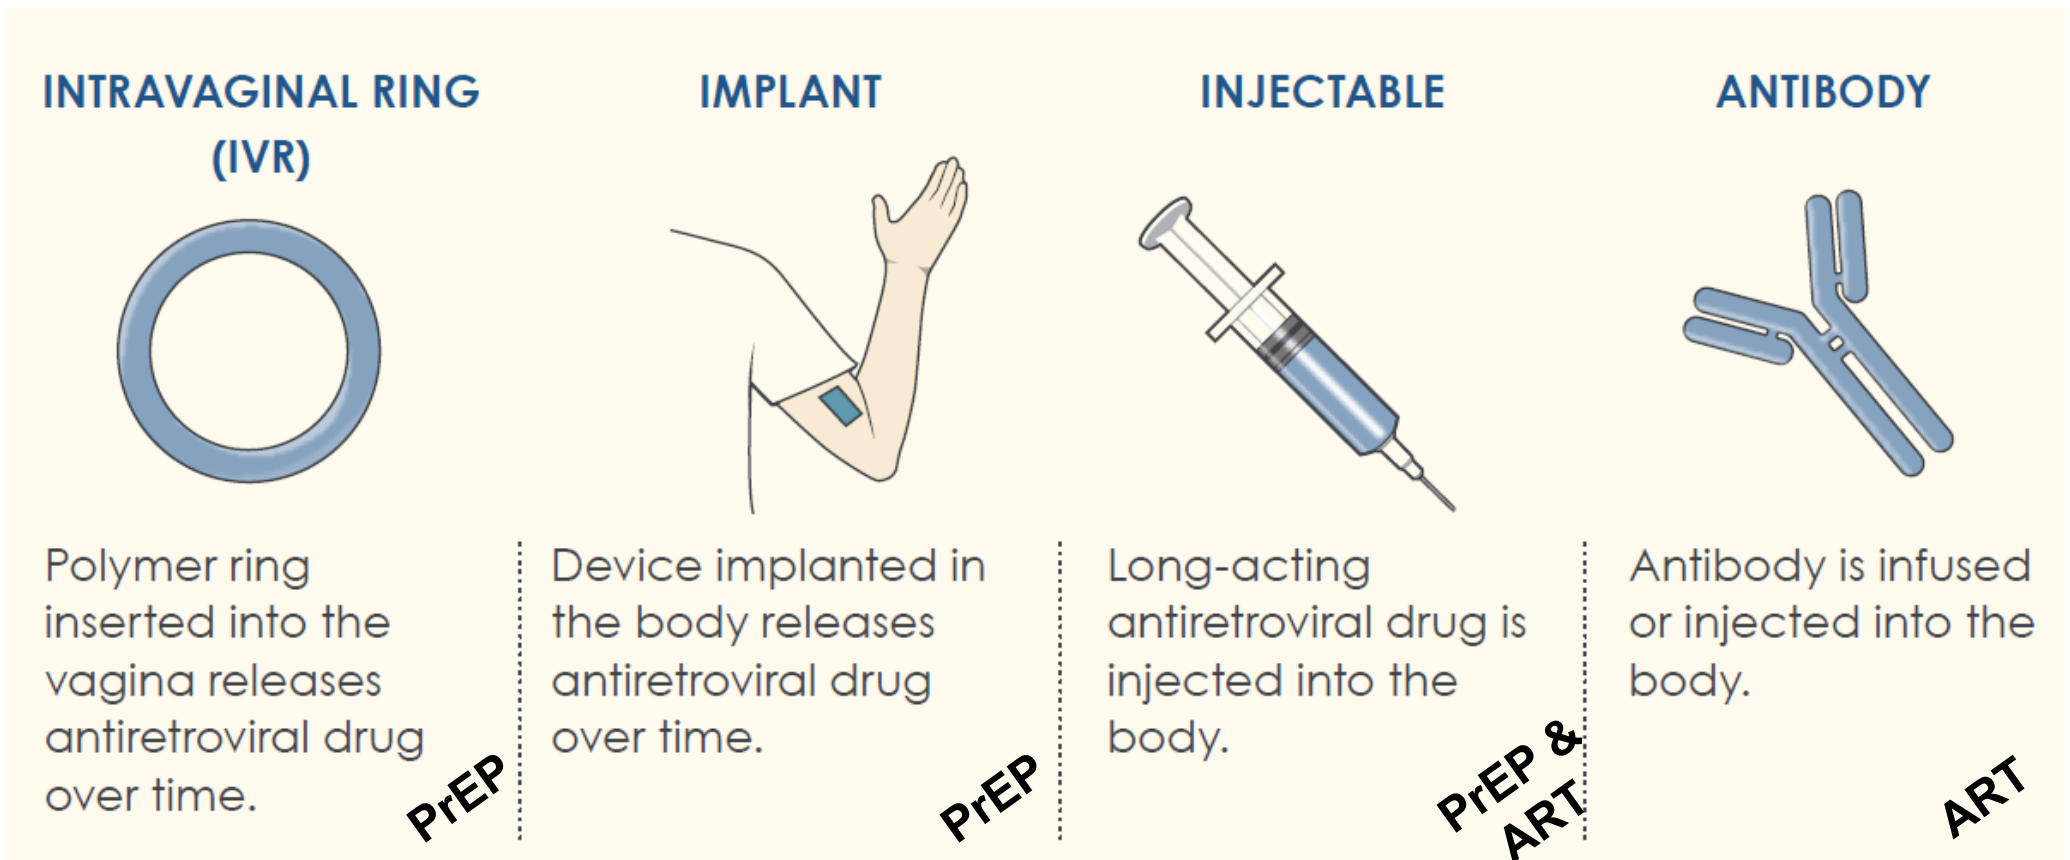 INTRAVAGINAL RING
(IVR)
Polymer ring
inserted into the
vagina releases
antiretroviral drug
over time.
PrEP
IMPLANT
Device implanted in
the body releases
antiretroviral drug
over time.
PrEP
INJECTABLE
Long-acting
antiretroviral drug is
injected into the
body.
PrEP &
ART
ANTIBODY
Antibody is infused
or injected into the
body.
ART